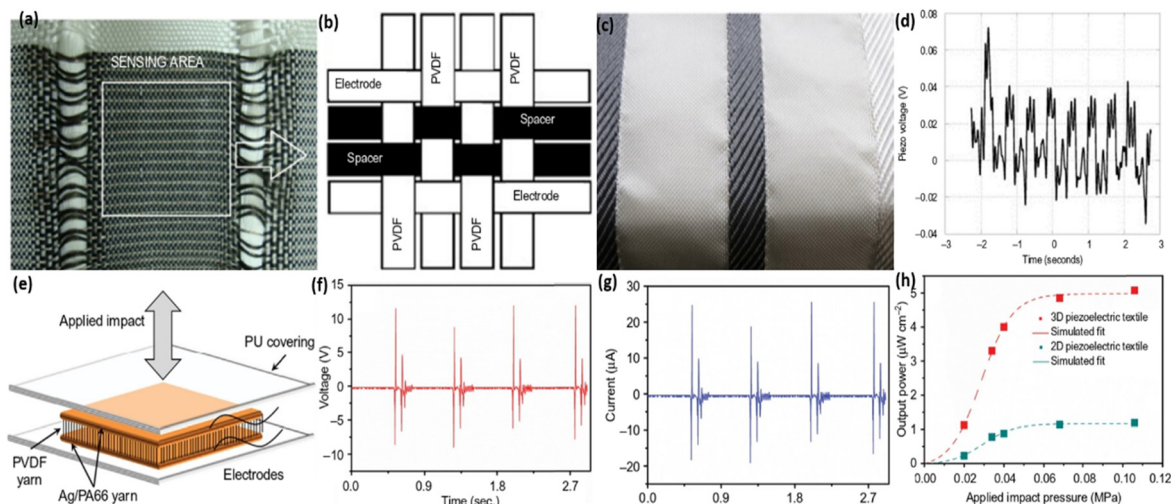 (a)
SENSING AREA
(b)
PVDF
PVDF
Electrode
Spacer
Spacer
Electrode
PVDF
PVDF
(c)
(d)
0.08
0.06
0.04
0.02
0
−0.02
−0.04
Piezo voltage (V)
−3 −2 −1 0 1 2 3
Time (seconds)
(e)
Applied impact
PU covering
PVDF
yarn
Ag/PA66 yarn
Electrodes
(f)
15
10
5
0
−5
−10
Voltage (V)
0.0 0.9 1.8 2.7
Time (sec.)
(g)
30
20
10
0
−10
−20
Current (µA)
0.0 0.9 1.8 2.7
(h)
6
5
4
3
2
1
0
Output power (µW cm⁻²)
3D piezoelectric textile
Simulated fit
2D piezoelectric textile
Simulated fit
0.00 0.02 0.04 0.06 0.08 0.10 0.12
Applied impact pressure (MPa)